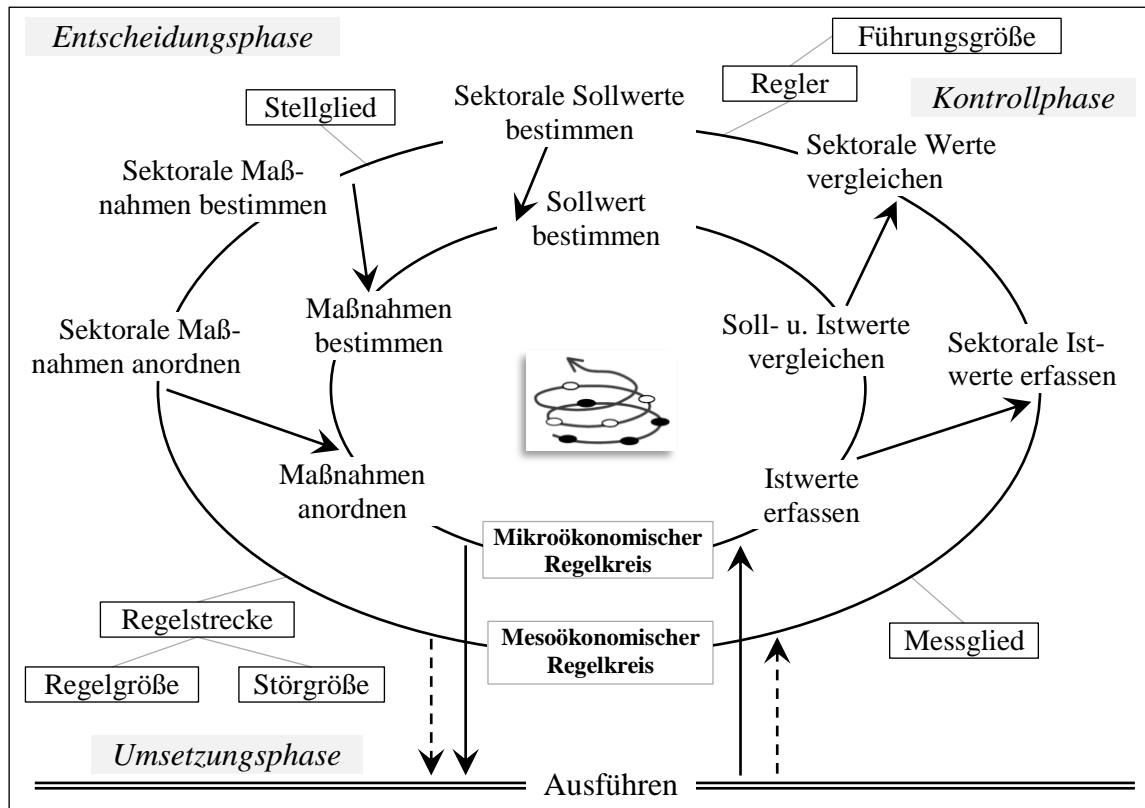 Entscheidungsphase
Führungsgröße
Regler
Stellglied
Kontrollphase
Sektorale Sollwerte
bestimmen
Sektorale Werte
vergleichen
Sektorale Maß-
nahmen bestimmen
Sollwert
bestimmen
Maßnahmen
bestimmen
Soll- u. Istwerte
vergleichen
Sektorale Maß-
nahmen anordnen
Sektorale Ist-
werte erfassen
Maßnahmen
anordnen
Istwerte
erfassen
Mikroökonomischer
Regelkreis
Regelstrecke
Mesoökonomischer
Regelkreis
Messglied
Regelgröße
Störgröße
Umsetzungsphase
Ausführen